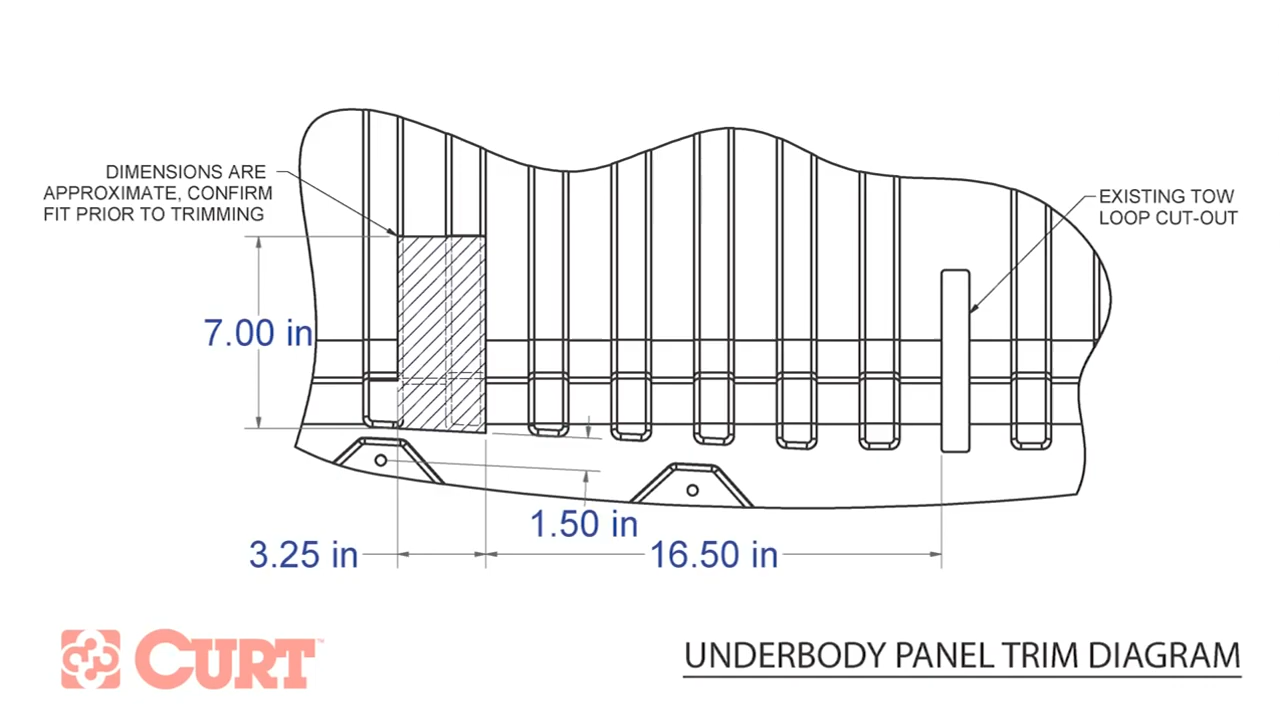 DIMENSIONS ARE
APPROXIMATE, CONFIRM
FIT PRIOR TO TRIMMING
EXISTING TOW
LOOP CUT-OUT
7.00 in
1.50 in
3.25 in
16.50 in
CURT™
UNDERBODY PANEL TRIM DIAGRAM